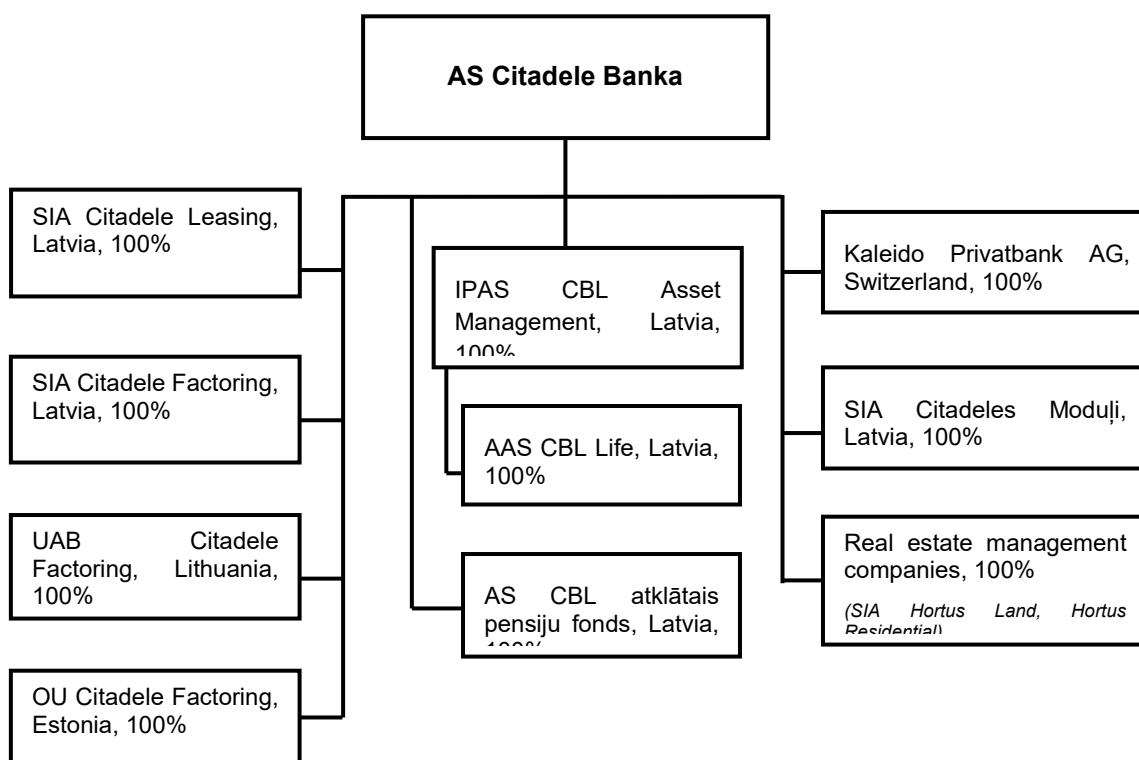 AS Citadele Banka
SIA Citadele Leasing,
Latvia, 100%
SIA Citadele Factoring,
Latvia, 100%
UAB Citadele
Factoring, Lithuania,
100%
OU Citadele Factoring,
Estonia, 100%
IPAS CBL Asset
Management, Latvia,
100%
AAS CBL Life, Latvia,
100%
AS CBL atklātais
pensiju fonds, Latvia,
100%
Kaleido Privatbank AG,
Switzerland, 100%
SIA Citadeles Moduļi,
Latvia, 100%
Real estate management
companies, 100%
(SIA Hortus Land, Hortus
Residential)